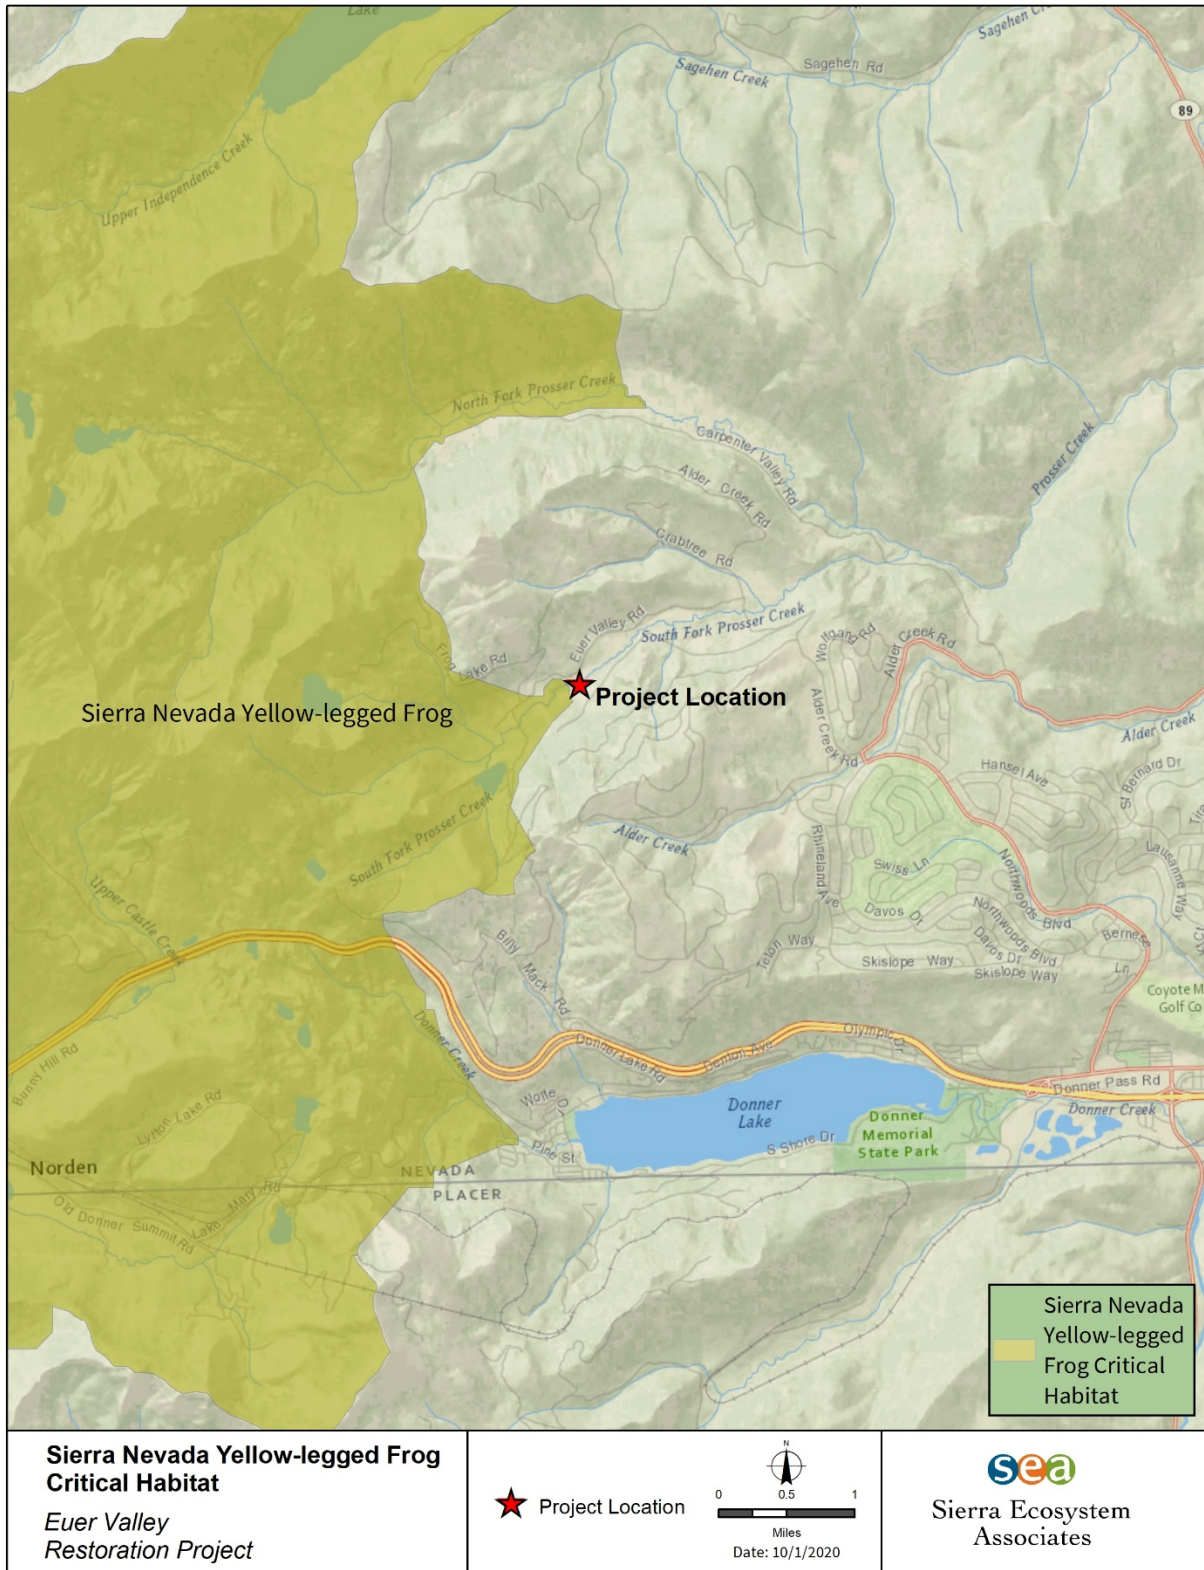 Lake
Sagehen Creek
Sagehen Rd
Sagehen Cr
89
Upper Independence Creek
North Fork Prosser Creek
Carpenter Valley Rd
Alder Creek Rd
Crabtree Rd
Prosser Creek
Euer Valley Rd
South Fork Prosser Creek
Wolfgang Rd
Alder Creek Rd
Frog Lake Rd
Project Location
Sierra Nevada Yellow-legged Frog
Alder Creek Rd
Alder Creek
Hansel Ave
St Bernard Dr
South Fork Prosser Creek
Alder Creek
Rhineland Ave
Swiss Ln
Northwoods Blvd
Lausanne Way
Upper Castle Creek
Davos Dr
Northwoods Blvd
Davos Dr
Bernese Ln
Billy Mack Rd
Teton Way
Skislope Way
Skislope Way
Coyote M
Golf Co
Donner Creek
Olympic Dr
Donner Lake Rd
Denton Ave
Bunny Hill Rd
Donner Pass Rd
Lytton Lake Rd
Wolfe Dr
Donner
Lake
Donner
Memorial
State Park
Donner Creek
S Shore Dr
Pine St
Norden
NEVADA
PLACER
Lake Mary Rd
Old Donner Summit Rd
Sierra Nevada
Yellow-legged
Frog Critical
Habitat
Sierra Nevada Yellow-legged Frog
Critical Habitat
Euer Valley
Restoration Project
Project Location
N
0 0.5 1
Miles
Date: 10/1/2020
sea
Sierra Ecosystem
Associates